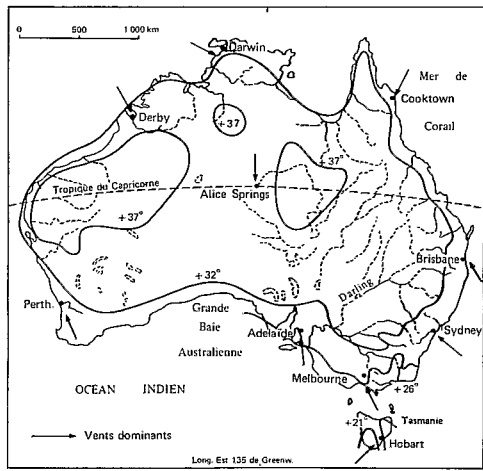 0 500 1 000 km
Darwin
Mer de
Cooktown
Corail
Derby
+37
+37°
Tropique du Capricorne
Alice Springs
+37°
Brisbane
+32°
Darling
Perth.
Grande
Baie
Australienne
Adelaïde
Sydney
Melbourne
+26°
OCEAN INDIEN
+21°
Tasmanie
Hobart
Vents dominants
Long. Est 135 de Greenw.